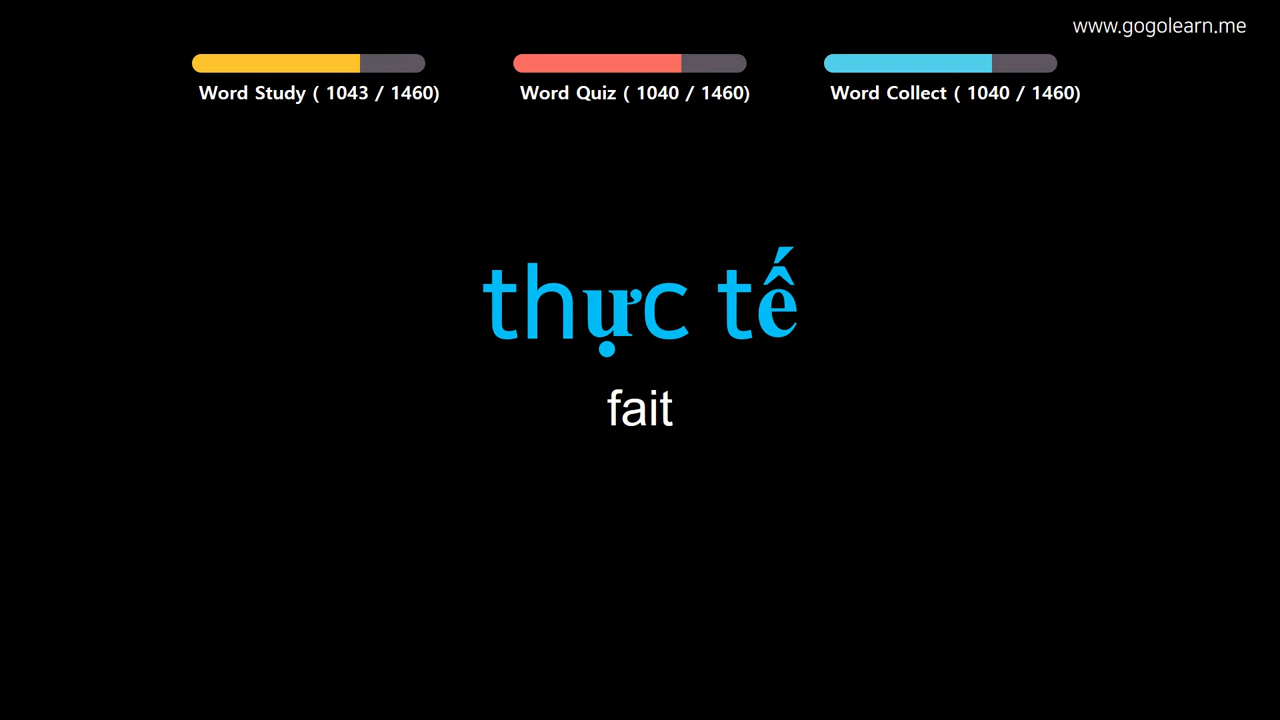 www.gogolearn.me
Word Study ( 1043 / 1460)
Word Quiz ( 1040 / 1460)
Word Collect ( 1040 / 1460)
thực tế
fait